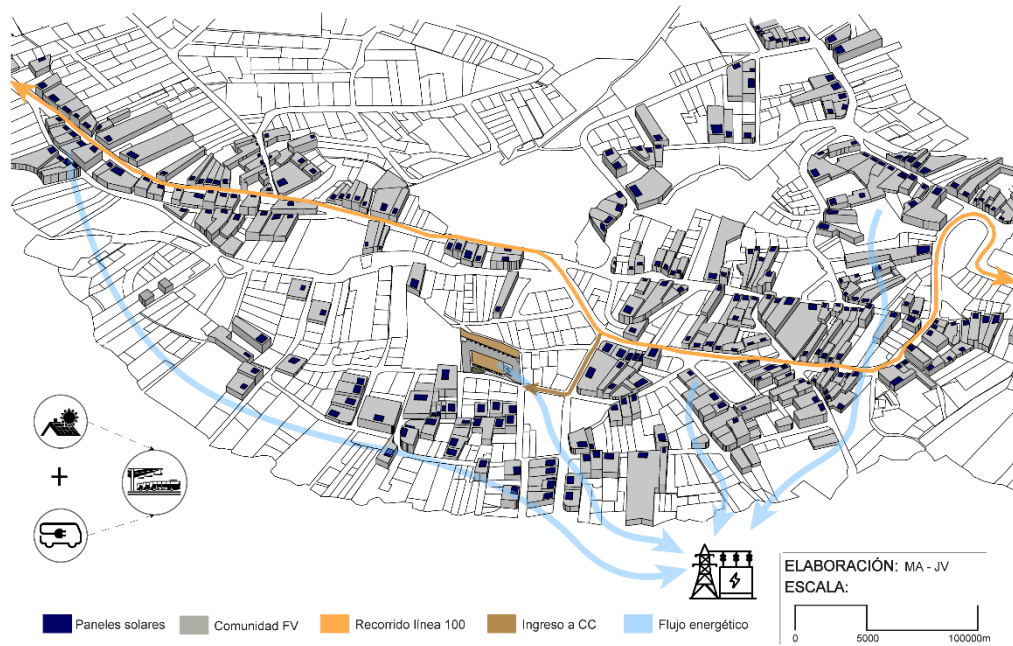 ELABORACIÓN: MA - JV
ESCALA:
0 5000 100000m
Paneles solares Comunidad FV Recorrido línea 100 Ingreso a CC Flujo energético